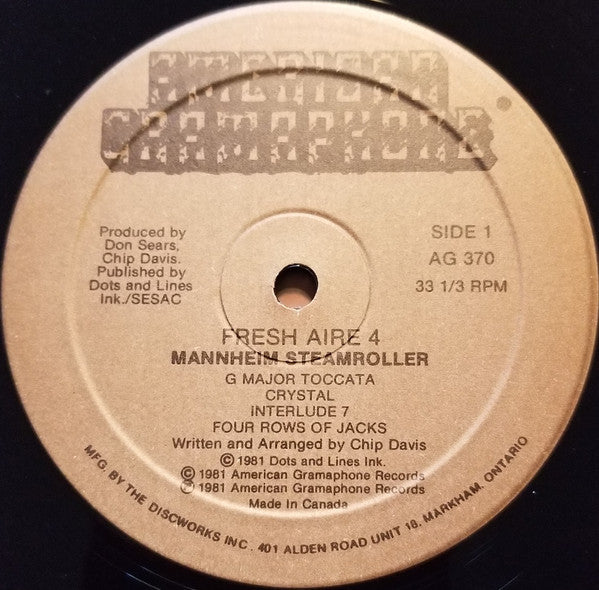 AMERICAN
GRAMAPHONE®
Produced by
Don Sears,
Chip Davis.
Published by
Dots and Lines
Ink./SESAC
SIDE 1
AG 370
33 1/3 RPM
FRESH AIRE 4
MANNHEIM STEAMROLLER
G MAJOR TOCCATA
CRYSTAL
INTERLUDE 7
FOUR ROWS OF JACKS
Written and Arranged by Chip Davis
© 1981 Dots and Lines Ink.
© 1981 American Gramaphone Records
℗ 1981 American Gramaphone Records
Made In Canada
MFG. BY THE DISCWORKS INC. 401 ALDEN ROAD UNIT 18, MARKHAM, ONTARIO